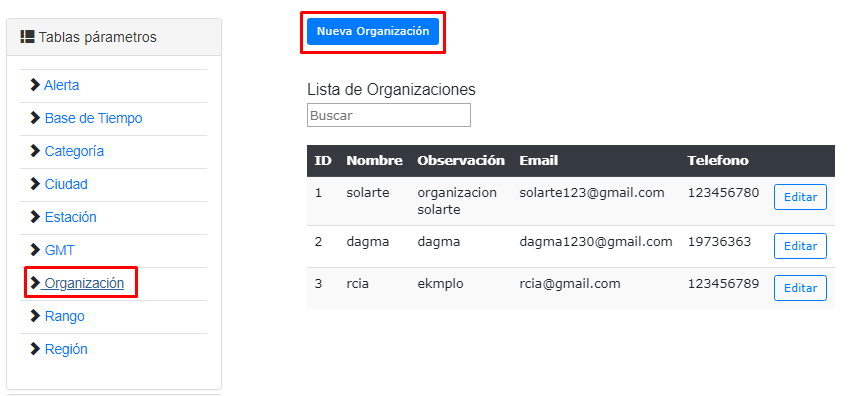 Tablas párametros
Alerta
Base de Tiempo
Categoría
Ciudad
Estación
GMT
Organización
Rango
Región
Nueva Organización
Lista de Organizaciones
Buscar
ID Nombre Observación Email Telefono
1 solarte organizacion solarte123@gmail.com 123456780 Editar
solarte
2 dagma dagma dagma1230@gmail.com 19736363 Editar
3 rcia ekmplo rcia@gmail.com 123456789 Editar